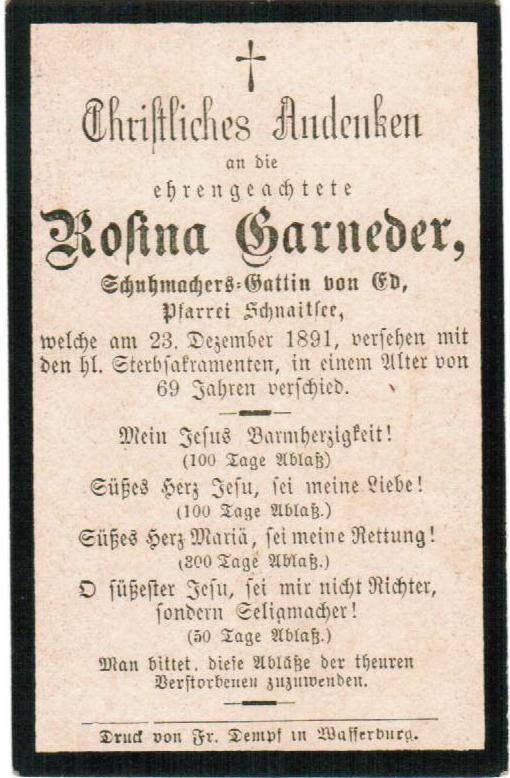 Christliches Andenken
an die
ehrengeachtete
Rosina Garneder,
Schuhmachers-Gattin von Ed,
Pfarrei Schnaitsee,
welche am 23. Dezember 1891, versehen mit
den hl. Sterbsakramenten, in einem Alter von
69 Jahren verschied.
Mein Jesus Barmherzigkeit!
(100 Tage Ablaß)
Süßes Herz Jesu, sei meine Liebe!
(100 Tage Ablaß.)
Süßes Herz Mariä, sei meine Rettung!
(300 Tage Ablaß.)
O süßester Jesu, sei mir nicht Richter,
sondern Seligmacher!
(50 Tage Ablaß.)
Man bittet, diese Abläße der theuren
Verstorbenen zuzuwenden.
Druck von Fr. Dempf in Wasserburg.